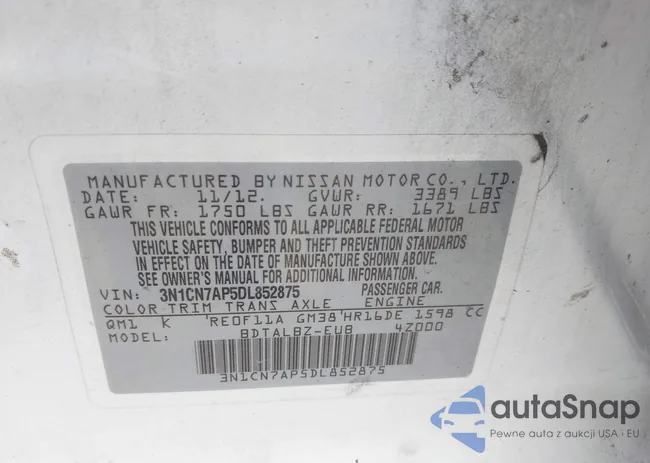 MANUFACTURED BY NISSAN MOTOR CO., LTD.
DATE: 11/12. GVWR: 3389 LBS
GAWR FR: 1750 LBS GAWR RR: 1671 LBS
THIS VEHICLE CONFORMS TO ALL APPLICABLE FEDERAL MOTOR
VEHICLE SAFETY, BUMPER AND THEFT PREVENTION STANDARDS
IN EFFECT ON THE DATE OF MANUFACTURE SHOWN ABOVE.
SEE OWNER'S MANUAL FOR ADDITIONAL INFORMATION.
VIN: 3N1CN7AP5DL852875 PASSENGER CAR.
COLOR TRIM TRANS AXLE ENGINE
QM1 K 'RE0F11A GM38'HR16DE 1598 CC
MODEL: BDTALBZ-EUB 4Z000
3N1CN7AP5DL852875
autaSnap
Pewne auta z aukcji USA i EU